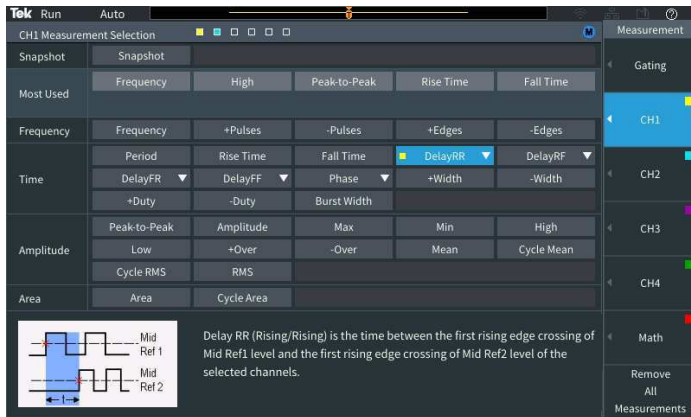 Tek Run Auto
CH1 Measurement Selection M Measurement
Snapshot Snapshot
Gating
Most Used Frequency High Peak-to-Peak Rise Time Fall Time
CH1
Frequency Frequency +Pulses -Pulses +Edges -Edges
Time Period Rise Time Fall Time DelayRR DelayRF
DelayFR DelayFF Phase +Width -Width
CH2
+Duty -Duty Burst Width
Amplitude Peak-to-Peak Amplitude Max Min High
CH3
Low +Over -Over Mean Cycle Mean
Cycle RMS RMS
CH4
Area Area Cycle Area
Mid
Ref 1
Mid
Ref 2
t
Delay RR (Rising/Rising) is the time between the first rising edge crossing of
Mid Ref1 level and the first rising edge crossing of Mid Ref2 level of the
selected channels.
Math
Remove
All
Measurements